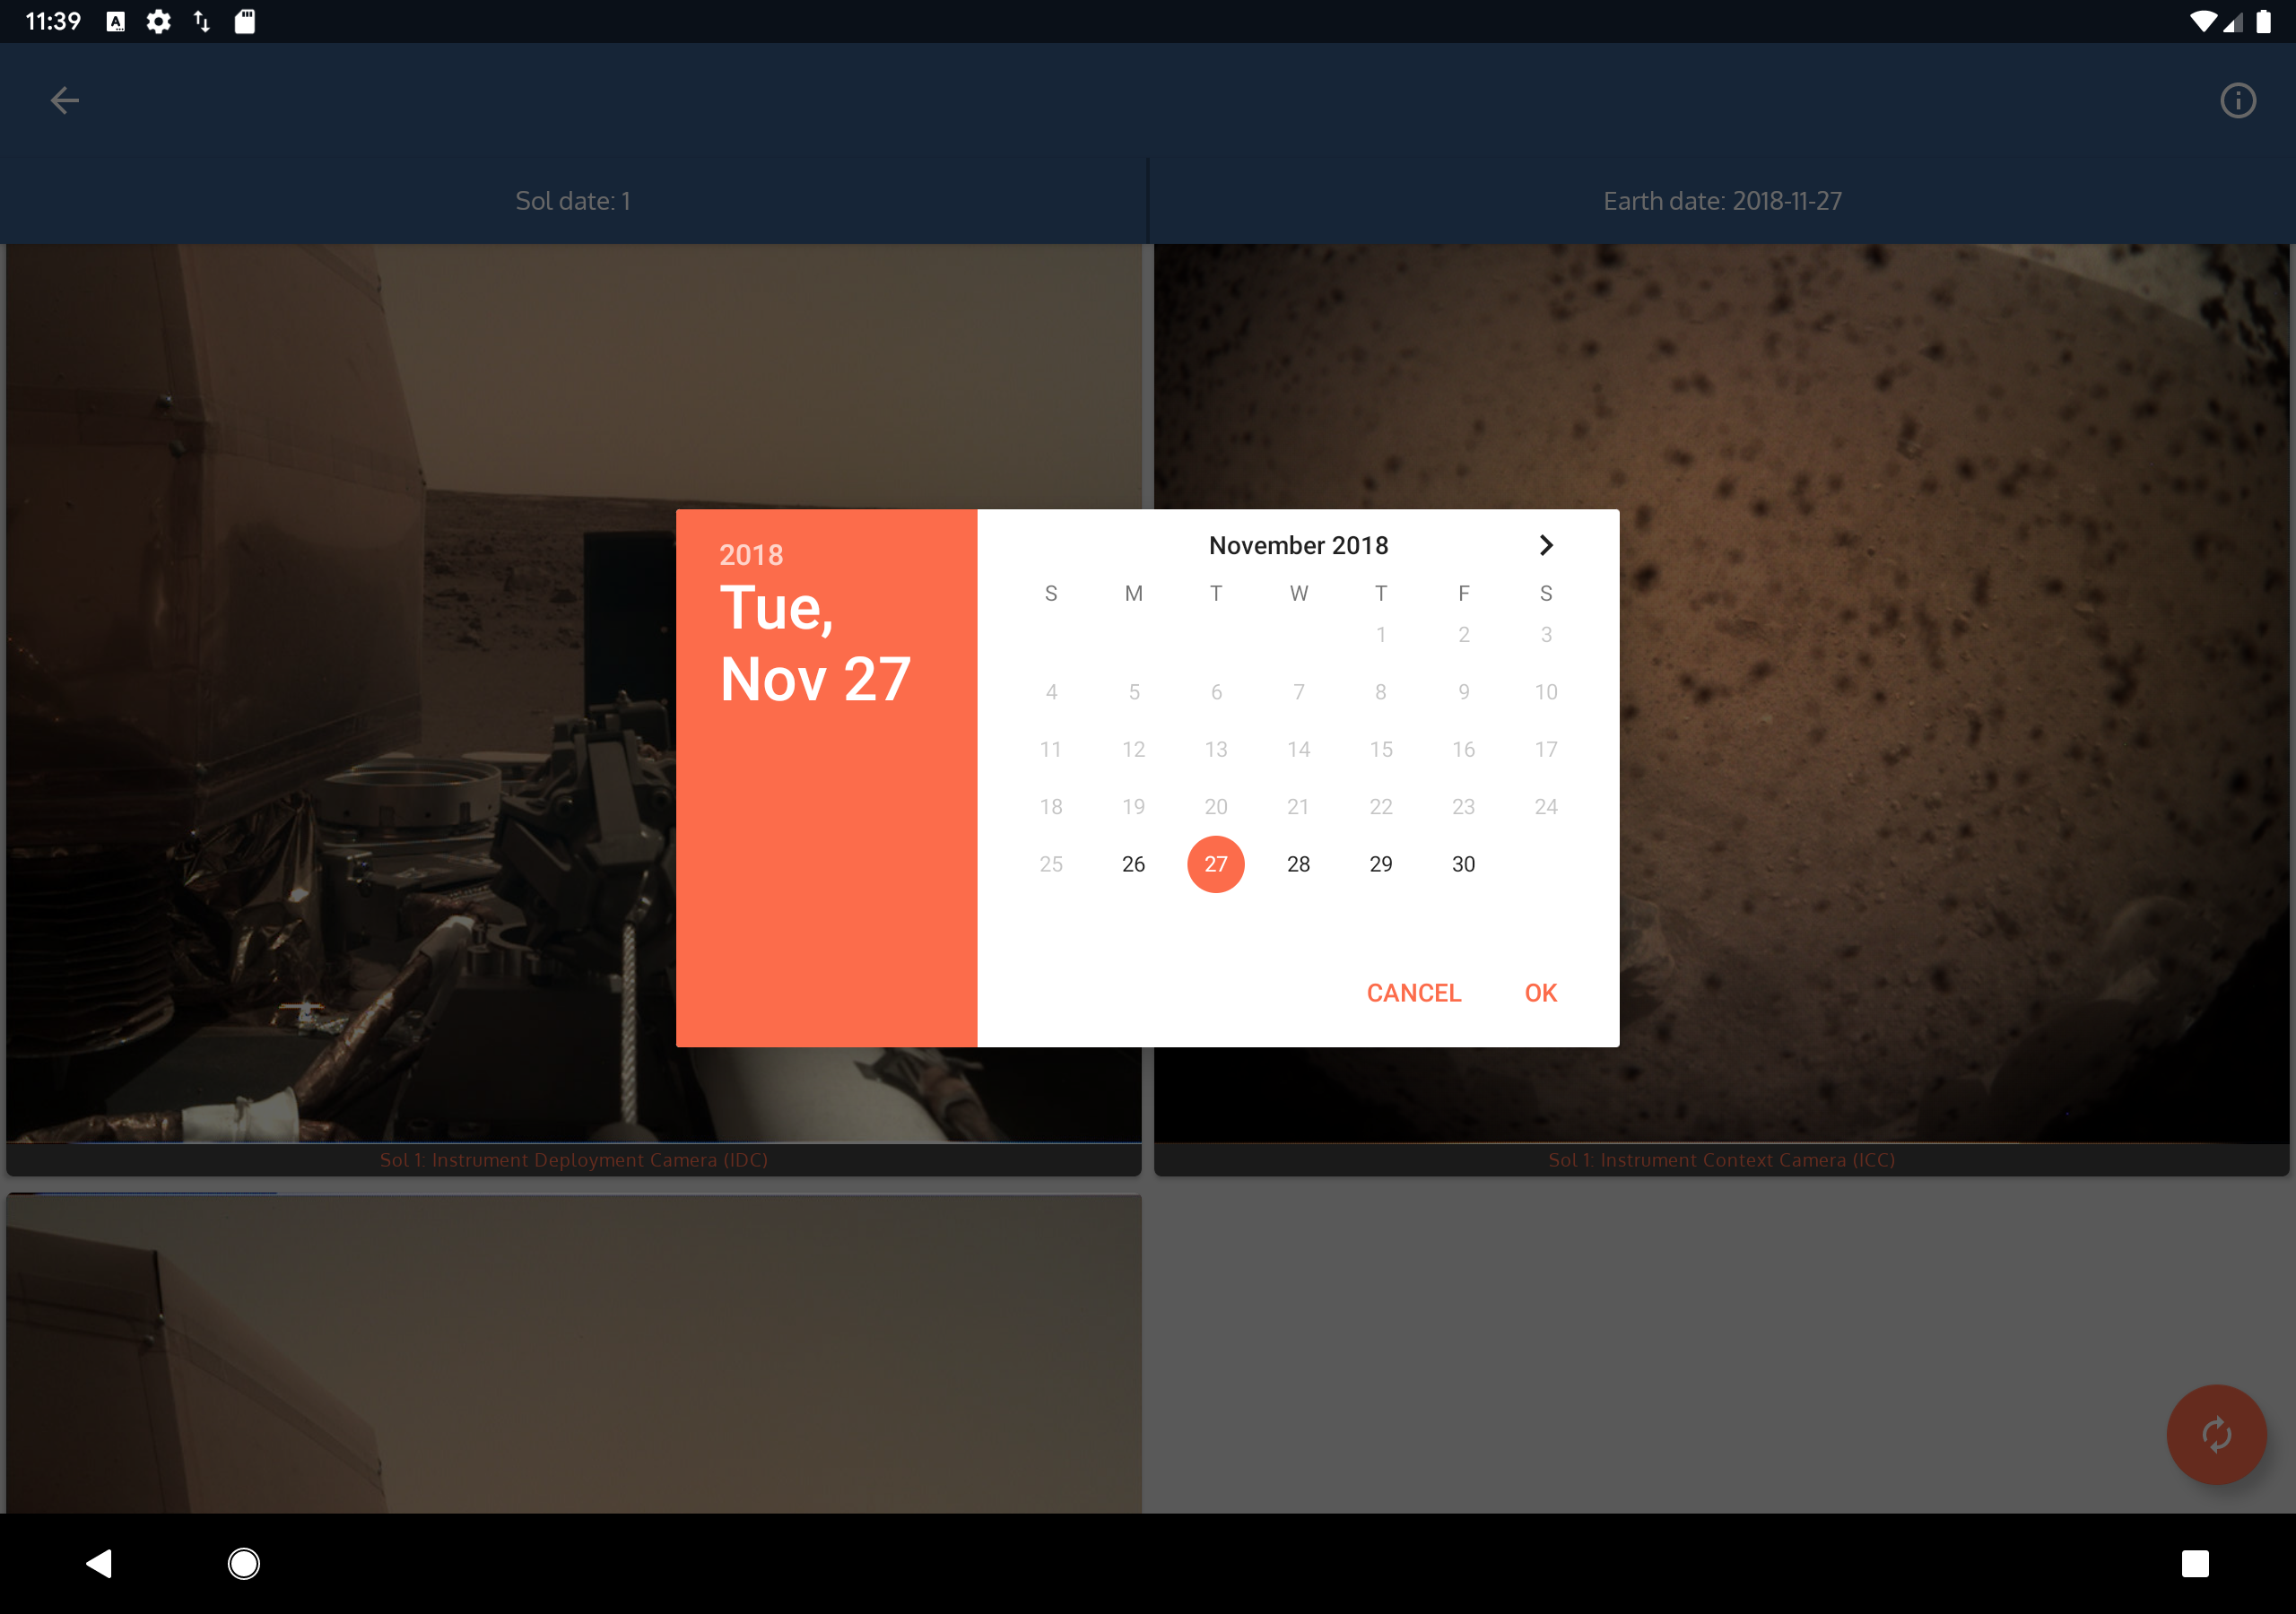 11:39
Sol date: 1
Earth date: 2018-11-27
2018
Tue,
Nov 27
November 2018
S M T W T F S
1 2 3
4 5 6 7 8 9 10
11 12 13 14 15 16 17
18 19 20 21 22 23 24
25 26 27 28 29 30
CANCEL OK
Sol 1: Instrument Deployment Camera (IDC)
Sol 1: Instrument Context Camera (ICC)